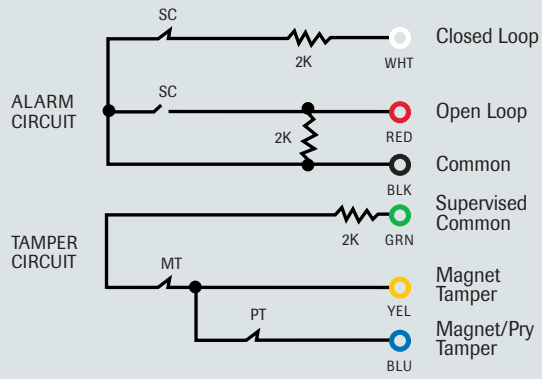 SC
2K
WHT
Closed Loop
ALARM
CIRCUIT
SC
2K
RED
Open Loop
BLK
Common
TAMPER
CIRCUIT
2K
GRN
Supervised
Common
MT
YEL
Magnet
Tamper
PT
BLU
Magnet/Pry
Tamper